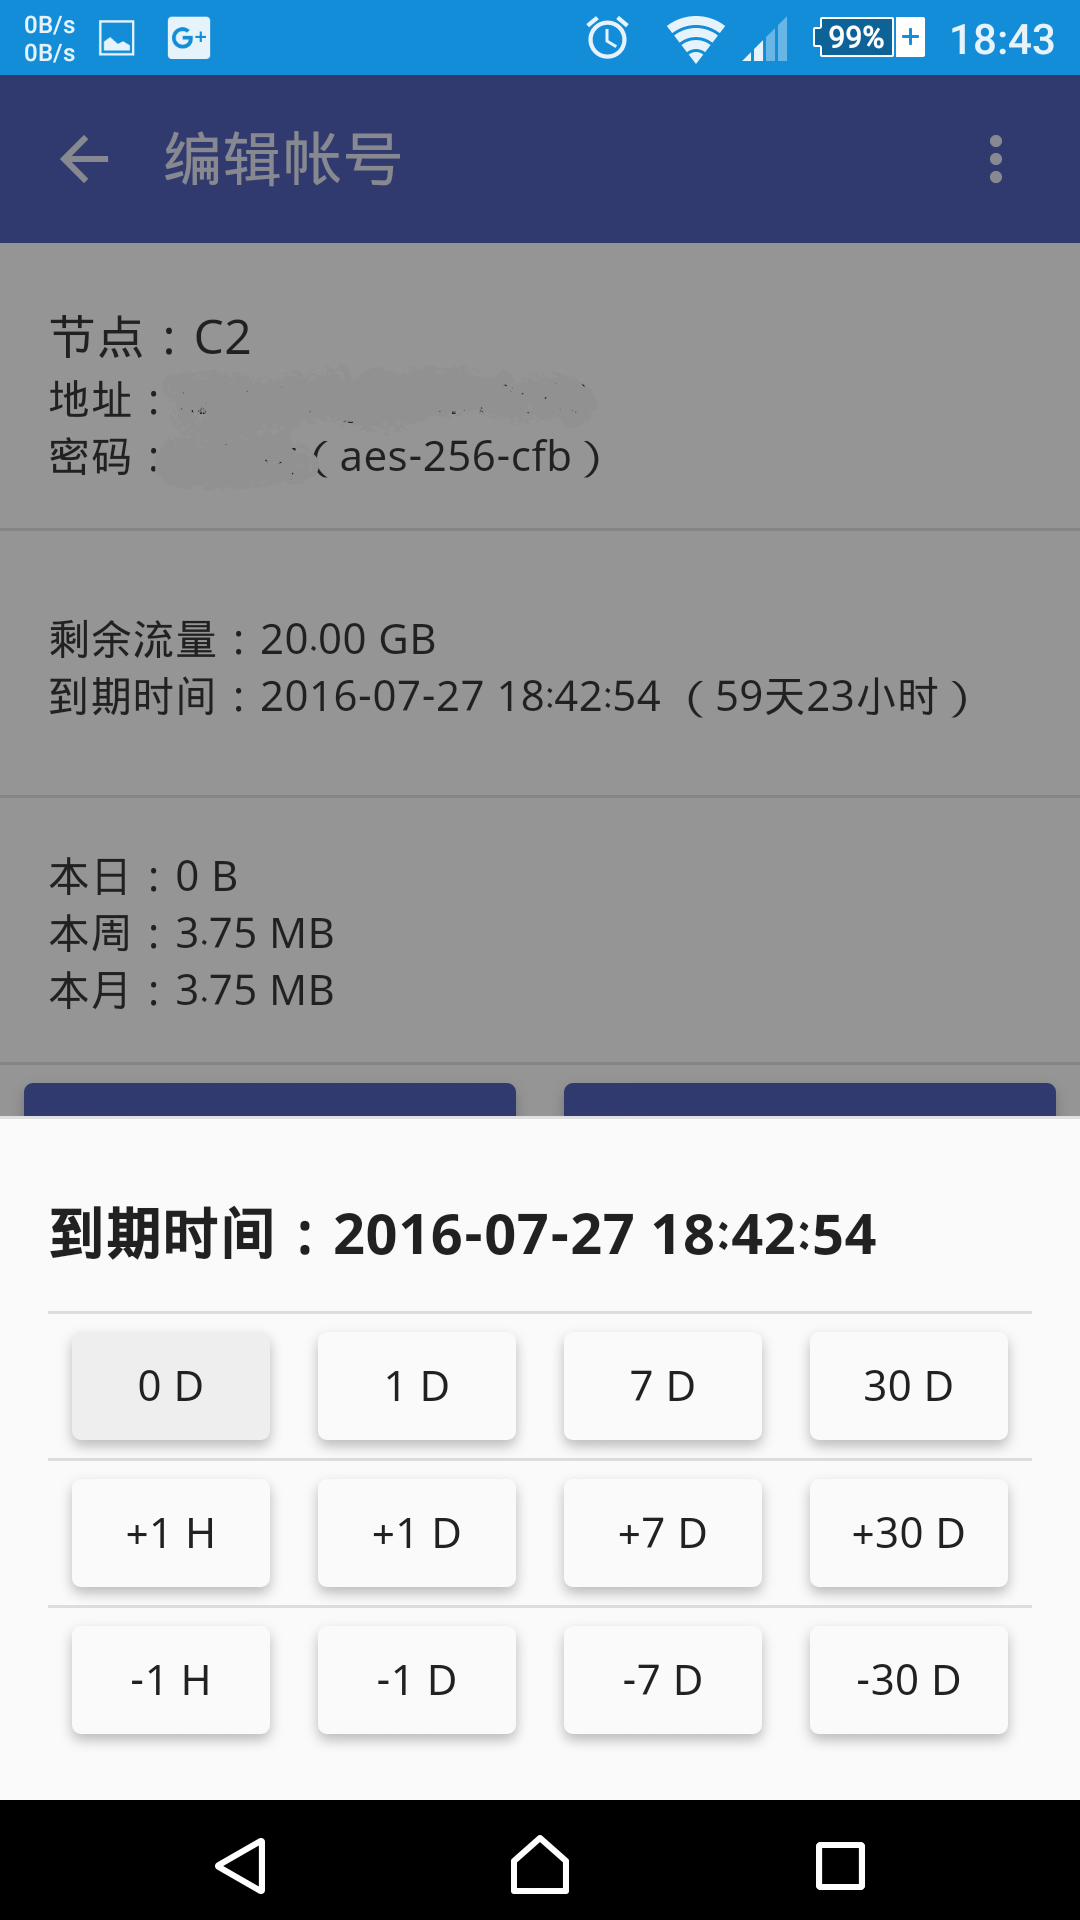 0B/s
0B/s
G+
99%
18:43
编辑帐号
节点：C2
地址：
密码：（aes-256-cfb）
剩余流量：20.00 GB
到期时间：2016-07-27 18:42:54 （59天23小时）
本日：0 B
本周：3.75 MB
本月：3.75 MB
到期时间：2016-07-27 18:42:54
0 D 1 D 7 D 30 D
+1 H +1 D +7 D +30 D
-1 H -1 D -7 D -30 D